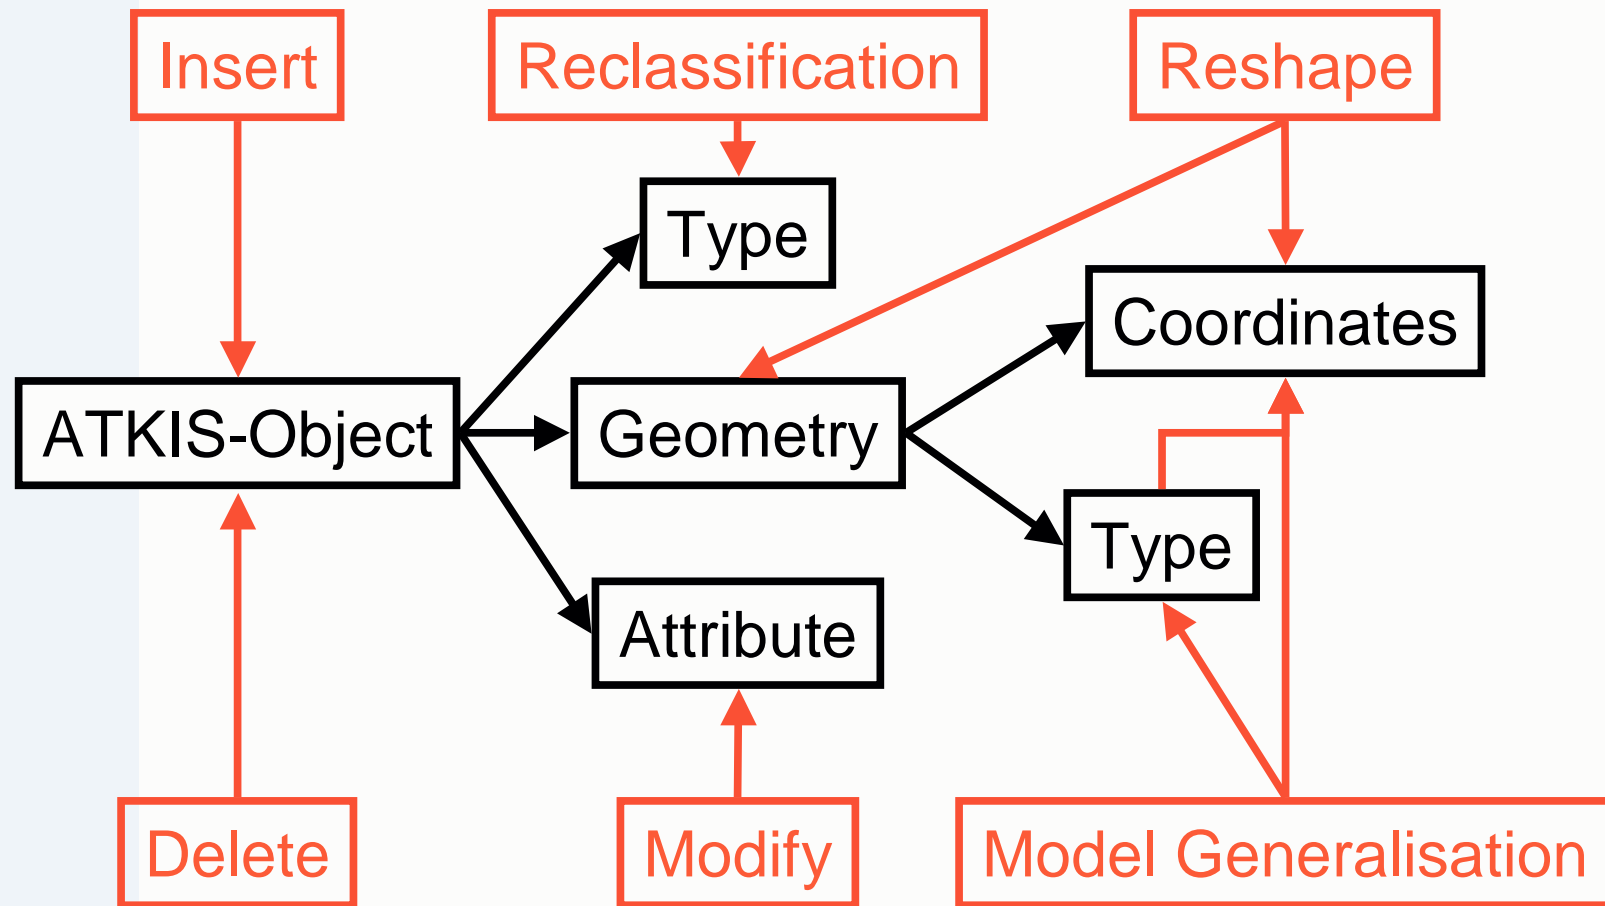 Insert
Reclassification
Reshape
Type
Coordinates
ATKIS-Object
Geometry
Type
Attribute
Delete
Modify
Model Generalisation